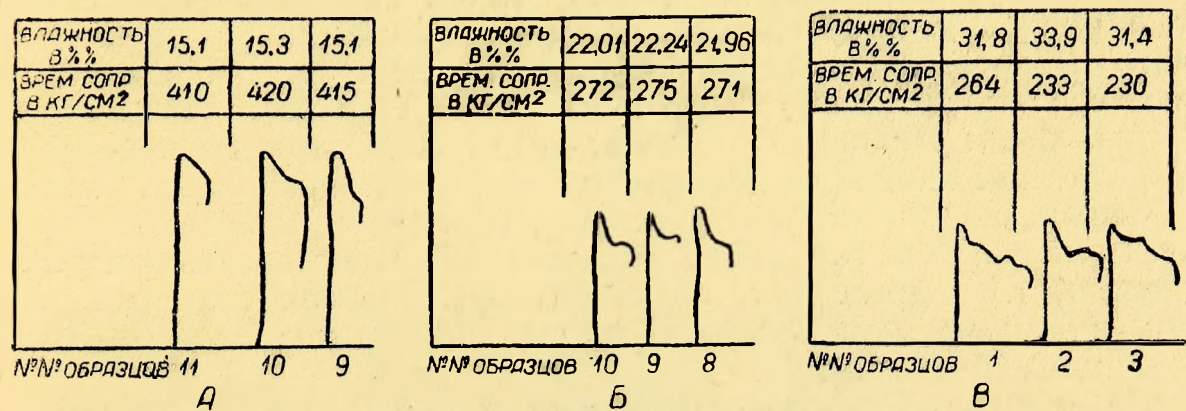 ВЛАЖНОСТЬ В %% 15.1 15.3 15.1
ВРЕМ. СОПР. В КГ/СМ2 410 420 415
№№ ОБРАЗЦОВ 11 10 9
А
ВЛАЖНОСТЬ В %% 22,01 22,24 21,96
ВРЕМ. СОПР. В КГ/СМ2 272 275 271
№№ ОБРАЗЦОВ 10 9 8
Б
ВЛАЖНОСТЬ В %% 31,8 33,9 31,4
ВРЕМ. СОПР. В КГ/СМ2 264 233 230
№№ ОБРАЗЦОВ 1 2 3
В